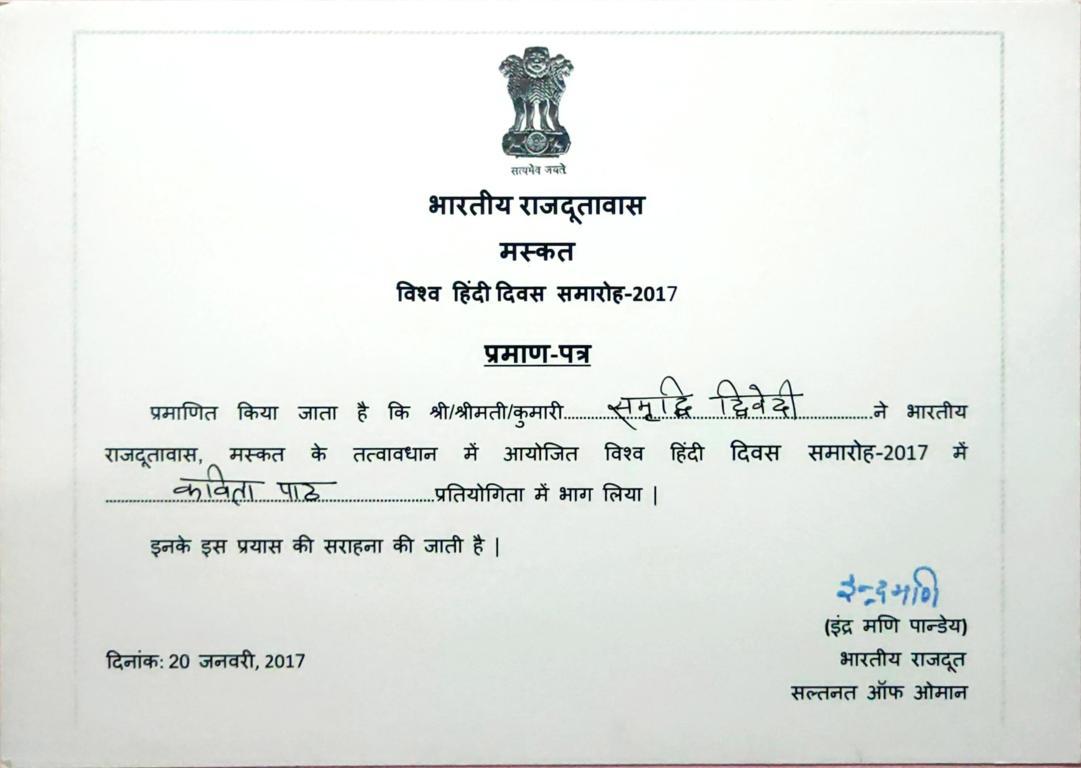 सत्यमेव जयते
भारतीय राजदूतावास
मस्कत
विश्व हिंदी दिवस समारोह-2017
प्रमाण-पत्र
प्रमाणित किया जाता है कि श्री/श्रीमती/कुमारी.....समृद्धि द्विवेदी.....ने भारतीय
राजदूतावास, मस्कत के तत्वावधान में आयोजित विश्व हिंदी दिवस समारोह-2017 में
.....कविता पाठ.....प्रतियोगिता में भाग लिया |
इनके इस प्रयास की सराहना की जाती है |
इन्द्रमणि
(इंद्र मणि पान्डेय)
दिनांक: 20 जनवरी, 2017
भारतीय राजदूत
सल्तनत ऑफ ओमान